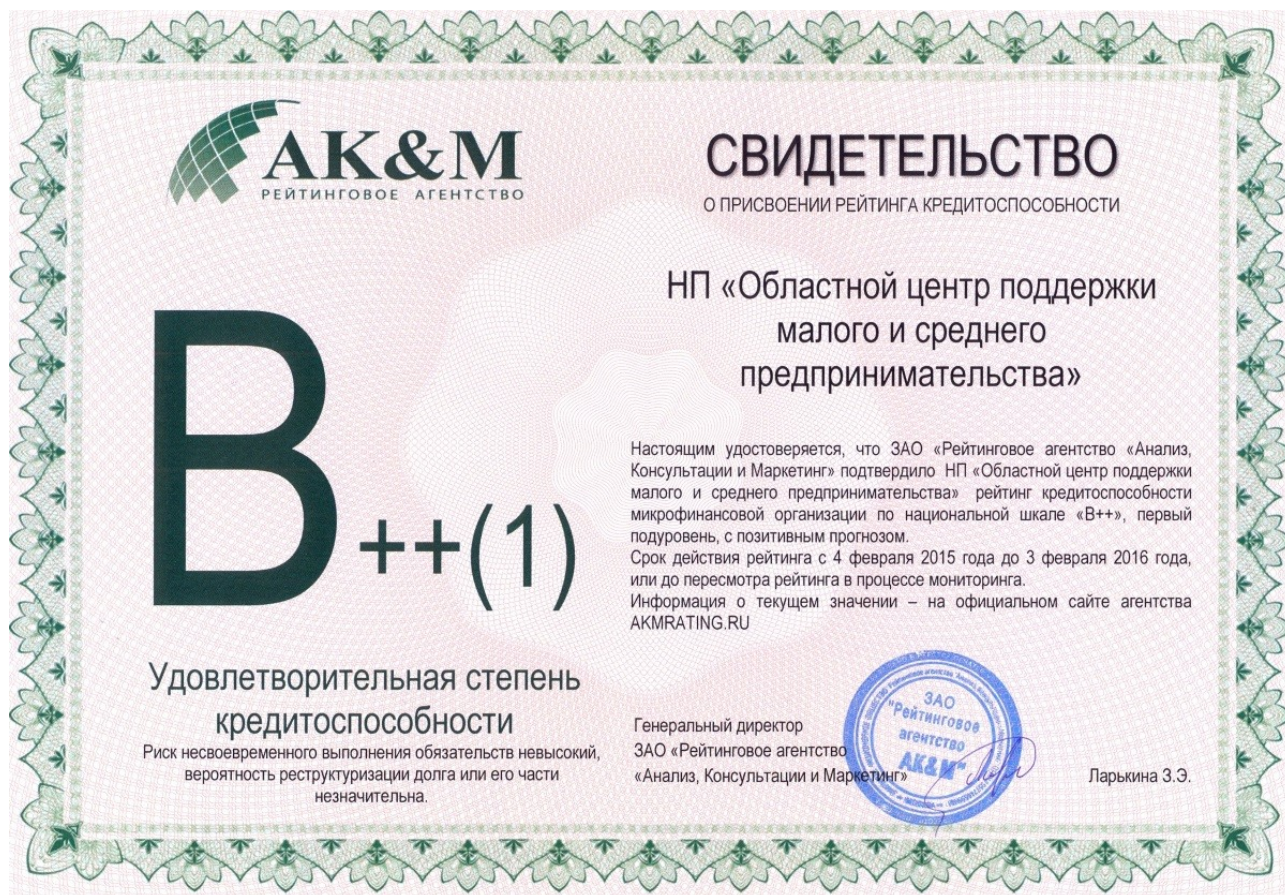 AK&M
РЕЙТИНГОВОЕ АГЕНТСТВО
СВИДЕТЕЛЬСТВО
О ПРИСВОЕНИИ РЕЙТИНГА КРЕДИТОСПОСОБНОСТИ
НП «Областной центр поддержки
малого и среднего
предпринимательства»
B++(1)
Удовлетворительная степень
кредитоспособности
Риск несвоевременного выполнения обязательств невысокий,
вероятность реструктуризации долга или его части
незначительна.
Настоящим удостоверяется, что ЗАО «Рейтинговое агентство «Анализ,
Консультации и Маркетинг» подтвердило НП «Областной центр поддержки
малого и среднего предпринимательства» рейтинг кредитоспособности
микрофинансовой организации по национальной шкале «B++», первый
подуровень, с позитивным прогнозом.
Срок действия рейтинга с 4 февраля 2015 года до 3 февраля 2016 года,
или до пересмотра рейтинга в процессе мониторинга.
Информация о текущем значении – на официальном сайте агентства
AKMRATING.RU
Генеральный директор
ЗАО «Рейтинговое агентство
«Анализ, Консультации и Маркетинг»
Ларькина З.Э.
ЗАО
"Рейтинговое
агентство
АК&М"